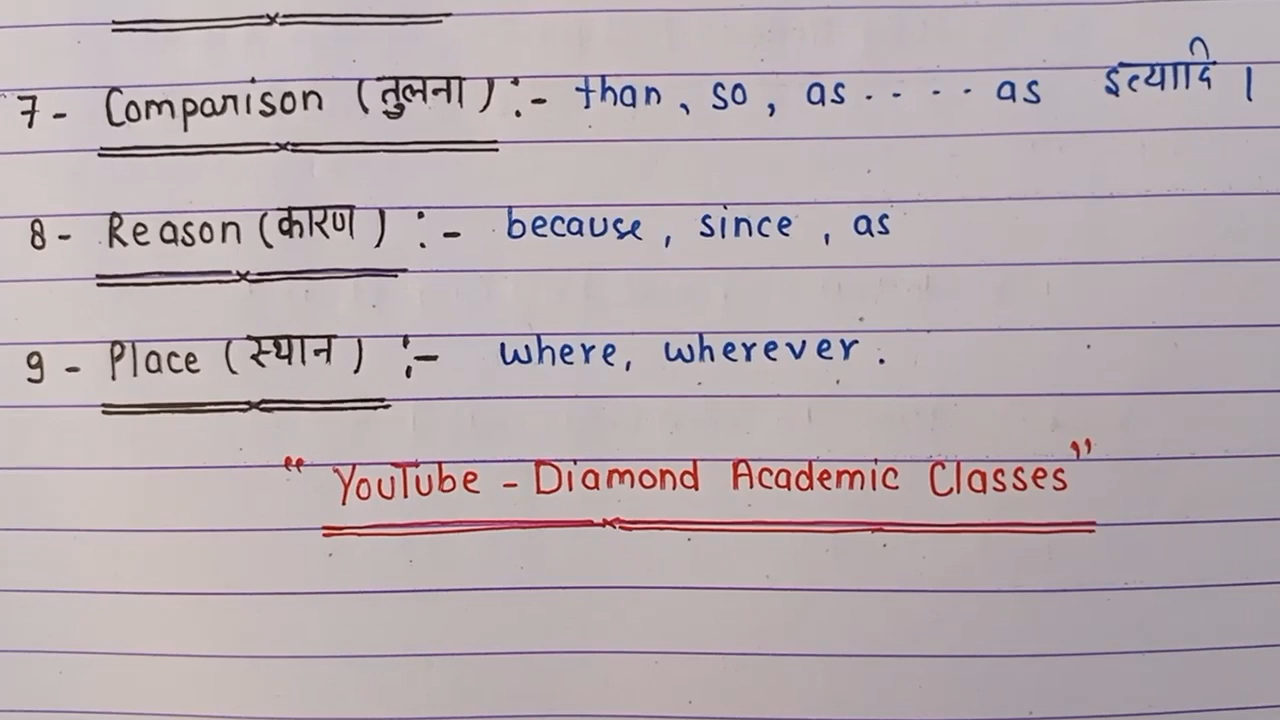 7- Comparison (तुलना) :- than, so, as ..... as इत्यादि।
8- Reason (कारण) :- because, since, as
9- Place (स्थान) :- where, wherever.
"YouTube - Diamond Academic Classes"